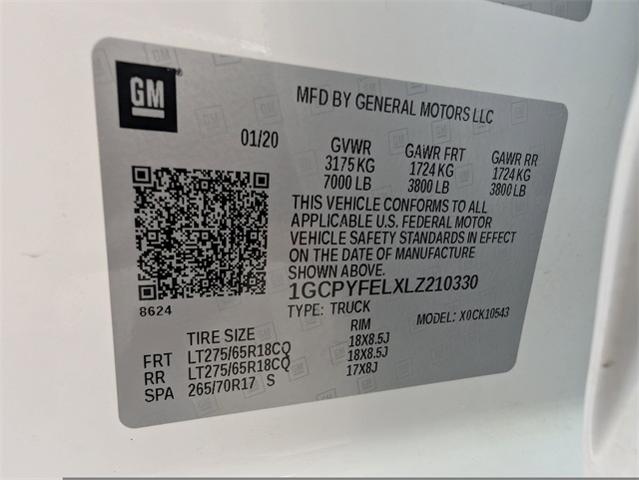 GM
MFD BY GENERAL MOTORS LLC
01/20
GVWR GAWR FRT GAWR RR
3175 KG 1724 KG 1724 KG
7000 LB 3800 LB 3800 LB
THIS VEHICLE CONFORMS TO ALL
APPLICABLE U.S. FEDERAL MOTOR
VEHICLE SAFETY STANDARDS IN EFFECT
ON THE DATE OF MANUFACTURE
SHOWN ABOVE.
1GCPYFELXLZ210330
8624
TYPE: TRUCK MODEL: X0CK10543
TIRE SIZE RIM
FRT LT275/65R18CQ 18X8.5J
RR LT275/65R18CQ 18X8.5J
SPA 265/70R17 S 17X8J